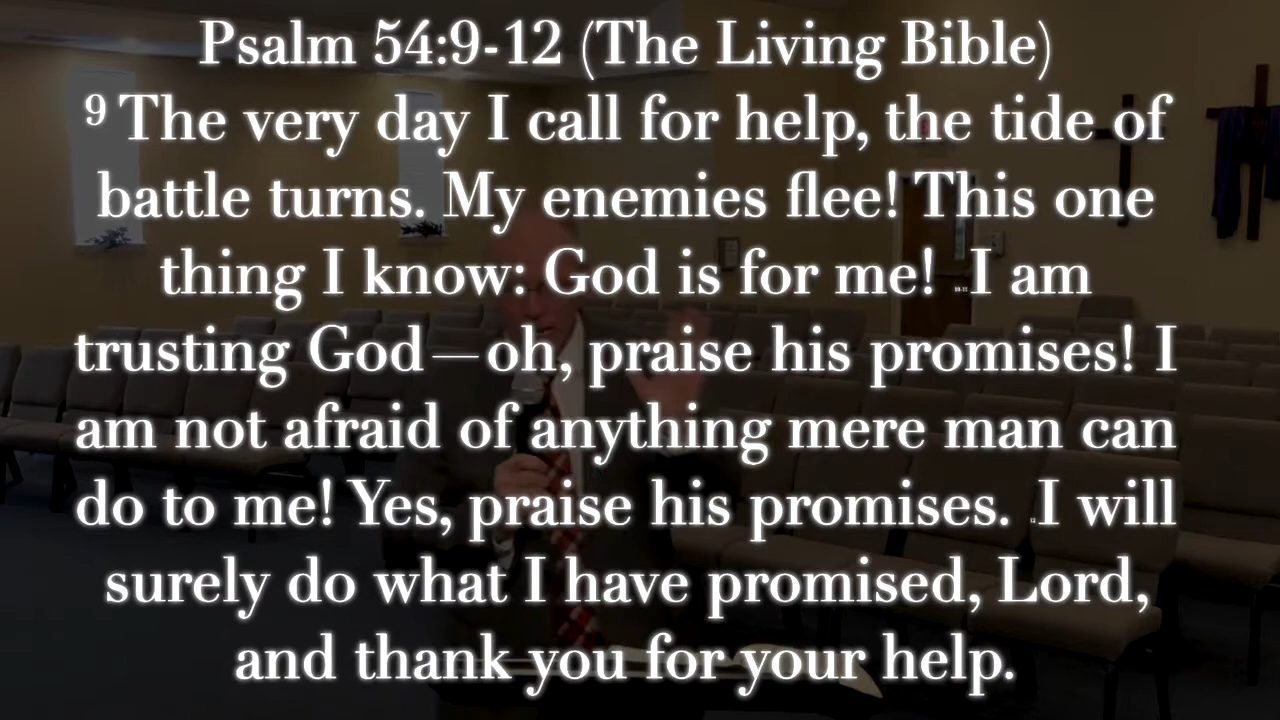 Psalm 54:9-12 (The Living Bible)
9 The very day I call for help, the tide of
battle turns. My enemies flee! This one
thing I know: God is for me! 10-11 I am
trusting God—oh, praise his promises! I
am not afraid of anything mere man can
do to me! Yes, praise his promises. I will
surely do what I have promised, Lord,
and thank you for your help.